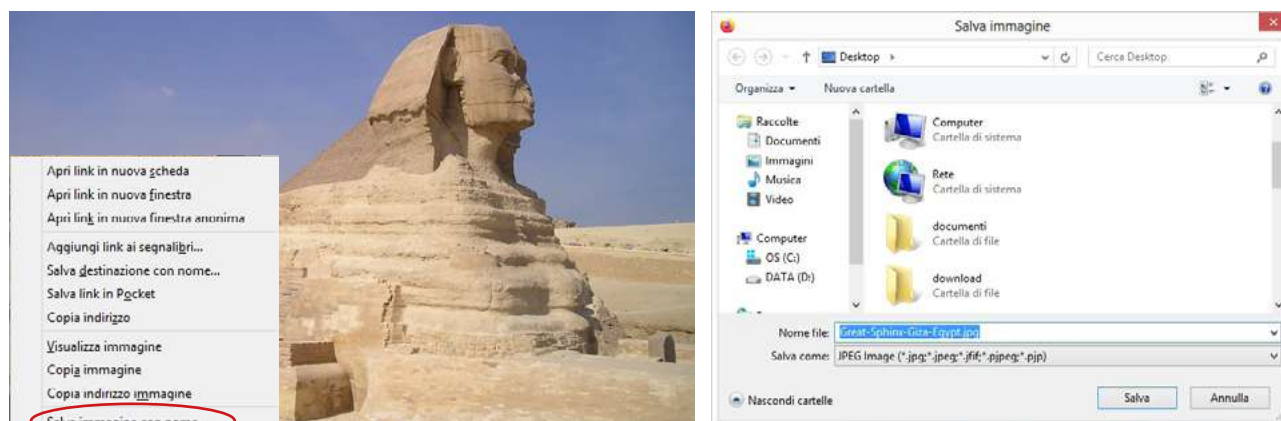 Apri link in nuova scheda
Apri link in nuova finestra
Apri link in nuova finestra anonima
Aggiungi link ai segnalibri...
Salva destinazione con nome...
Salva link in Pocket
Copia indirizzo
Visualizza immagine
Copia immagine
Copia indirizzo immagine
Salva immagine con nome...
Salva immagine
Desktop
Cerca Desktop
Organizza
Nuova cartella
Raccolte
Documenti
Immagini
Musica
Video
Computer
OS (C:)
DATA (D:)
Computer
Cartella di sistema
Rete
Cartella di sistema
documenti
Cartella di file
download
Cartella di file
Nome file: Great-Sphinx-Giza-Egypt.jpg
Salva come: JPEG Image (*.jpg;*.jpeg;*.jfif;*.pjpeg;*.pjp)
Nascondi cartelle
Salva
Annulla